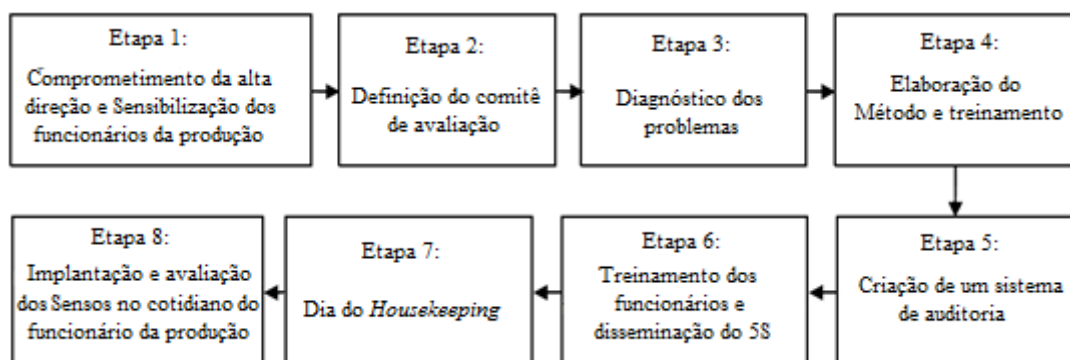 Etapa 1:
Comprometimento da alta
direção e Sensibilização dos
funcionários da produção
Etapa 2:
Definição do comitê
de avaliação
Etapa 3:
Diagnóstico dos
problemas
Etapa 4:
Elaboração do
Método e treinamento
Etapa 5:
Criação de um sistema
de auditoria
Etapa 6:
Treinamento dos
funcionários e
disseminação do 5S
Etapa 7:
Dia do Housekeeping
Etapa 8:
Implantação e avaliação
dos Sensos no cotidiano do
funcionário da produção